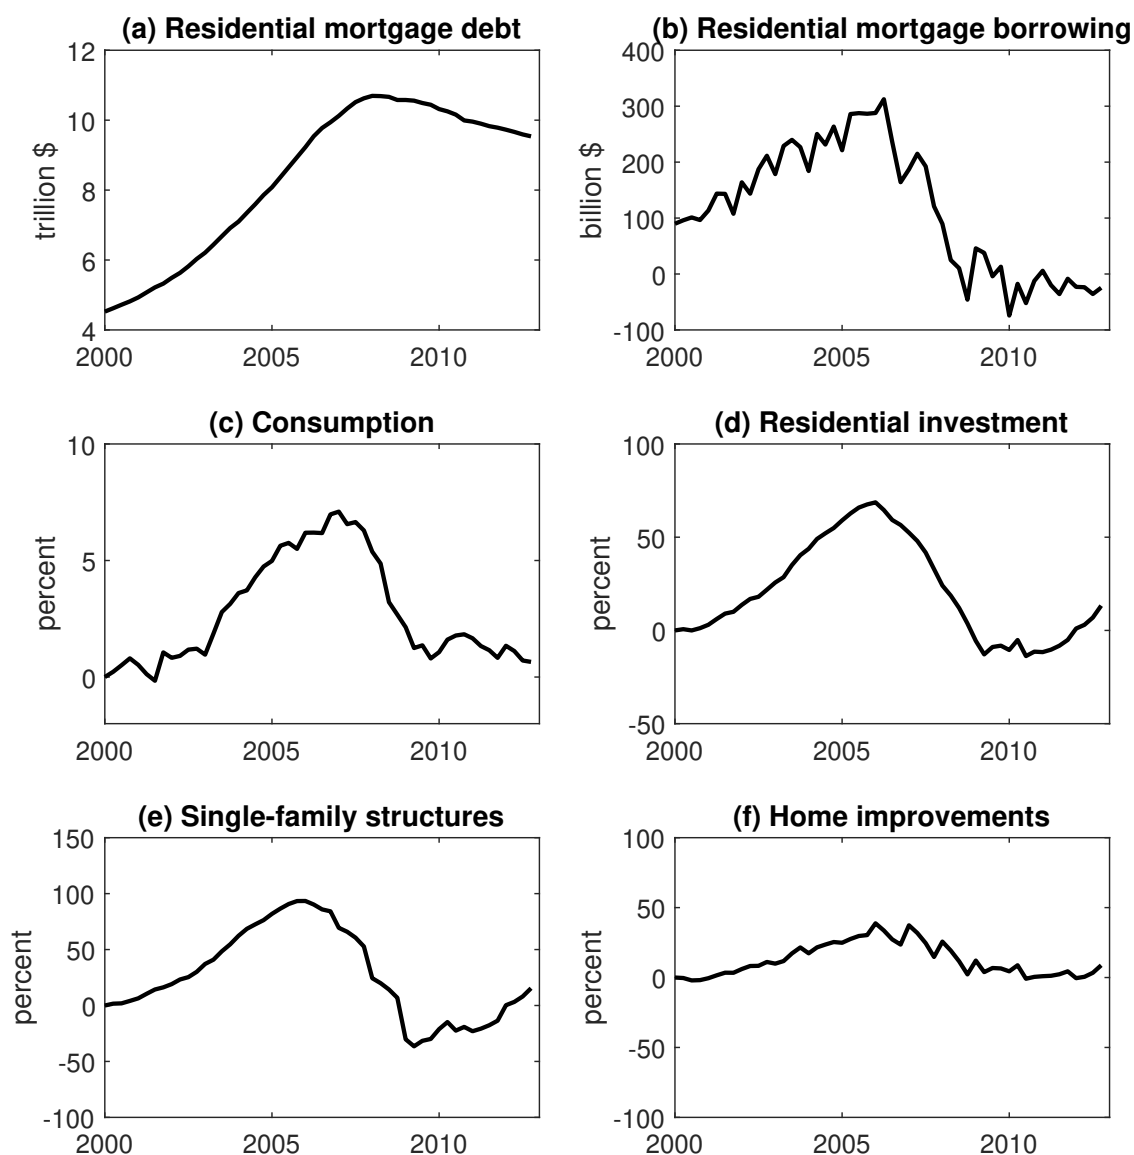 (a) Residential mortgage debt
12
10
8
6
4
trillion $
2000 2005 2010
(b) Residential mortgage borrowing
400
300
200
100
0
-100
billion $
2000 2005 2010
(c) Consumption
10
5
0
percent
2000 2005 2010
(d) Residential investment
100
50
0
-50
percent
2000 2005 2010
(e) Single-family structures
150
100
50
0
-50
-100
percent
2000 2005 2010
(f) Home improvements
100
50
0
-50
-100
percent
2000 2005 2010